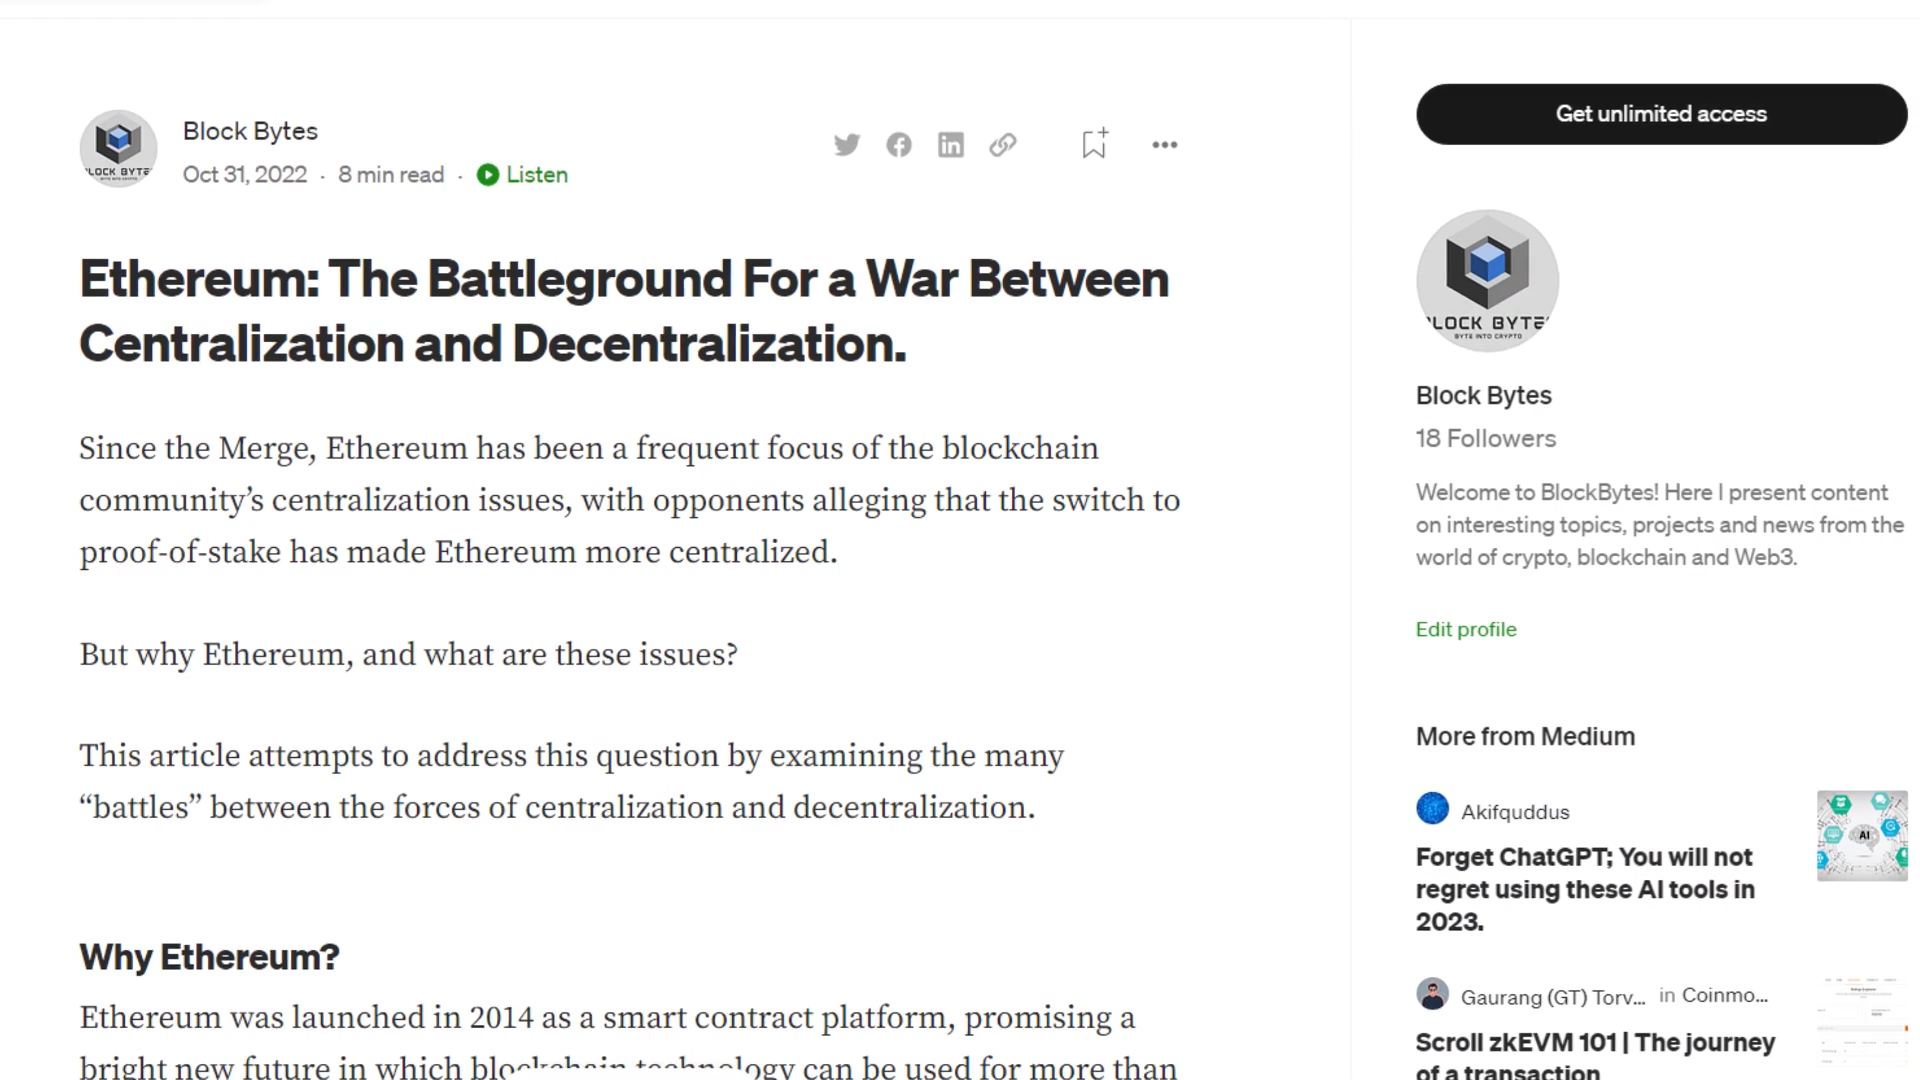 Block Bytes
Oct 31, 2022 · 8 min read · Listen
LOCK BYTE
Ethereum: The Battleground For a War Between
Centralization and Decentralization.
Since the Merge, Ethereum has been a frequent focus of the blockchain
community’s centralization issues, with opponents alleging that the switch to
proof-of-stake has made Ethereum more centralized.
But why Ethereum, and what are these issues?
This article attempts to address this question by examining the many
“battles” between the forces of centralization and decentralization.
Why Ethereum?
Ethereum was launched in 2014 as a smart contract platform, promising a
bright new future in which blockchain technology can be used for more than
Get unlimited access
LOCK BYTE
BYTE INTO CRYPTO
Block Bytes
18 Followers
Welcome to BlockBytes! Here I present content
on interesting topics, projects and news from the
world of crypto, blockchain and Web3.
Edit profile
More from Medium
Akifquddus
Forget ChatGPT; You will not
regret using these AI tools in
2023.
AI
Gaurang (GT) Torv... in Coinmo...
Scroll zkEVM 101 | The journey
of a transaction